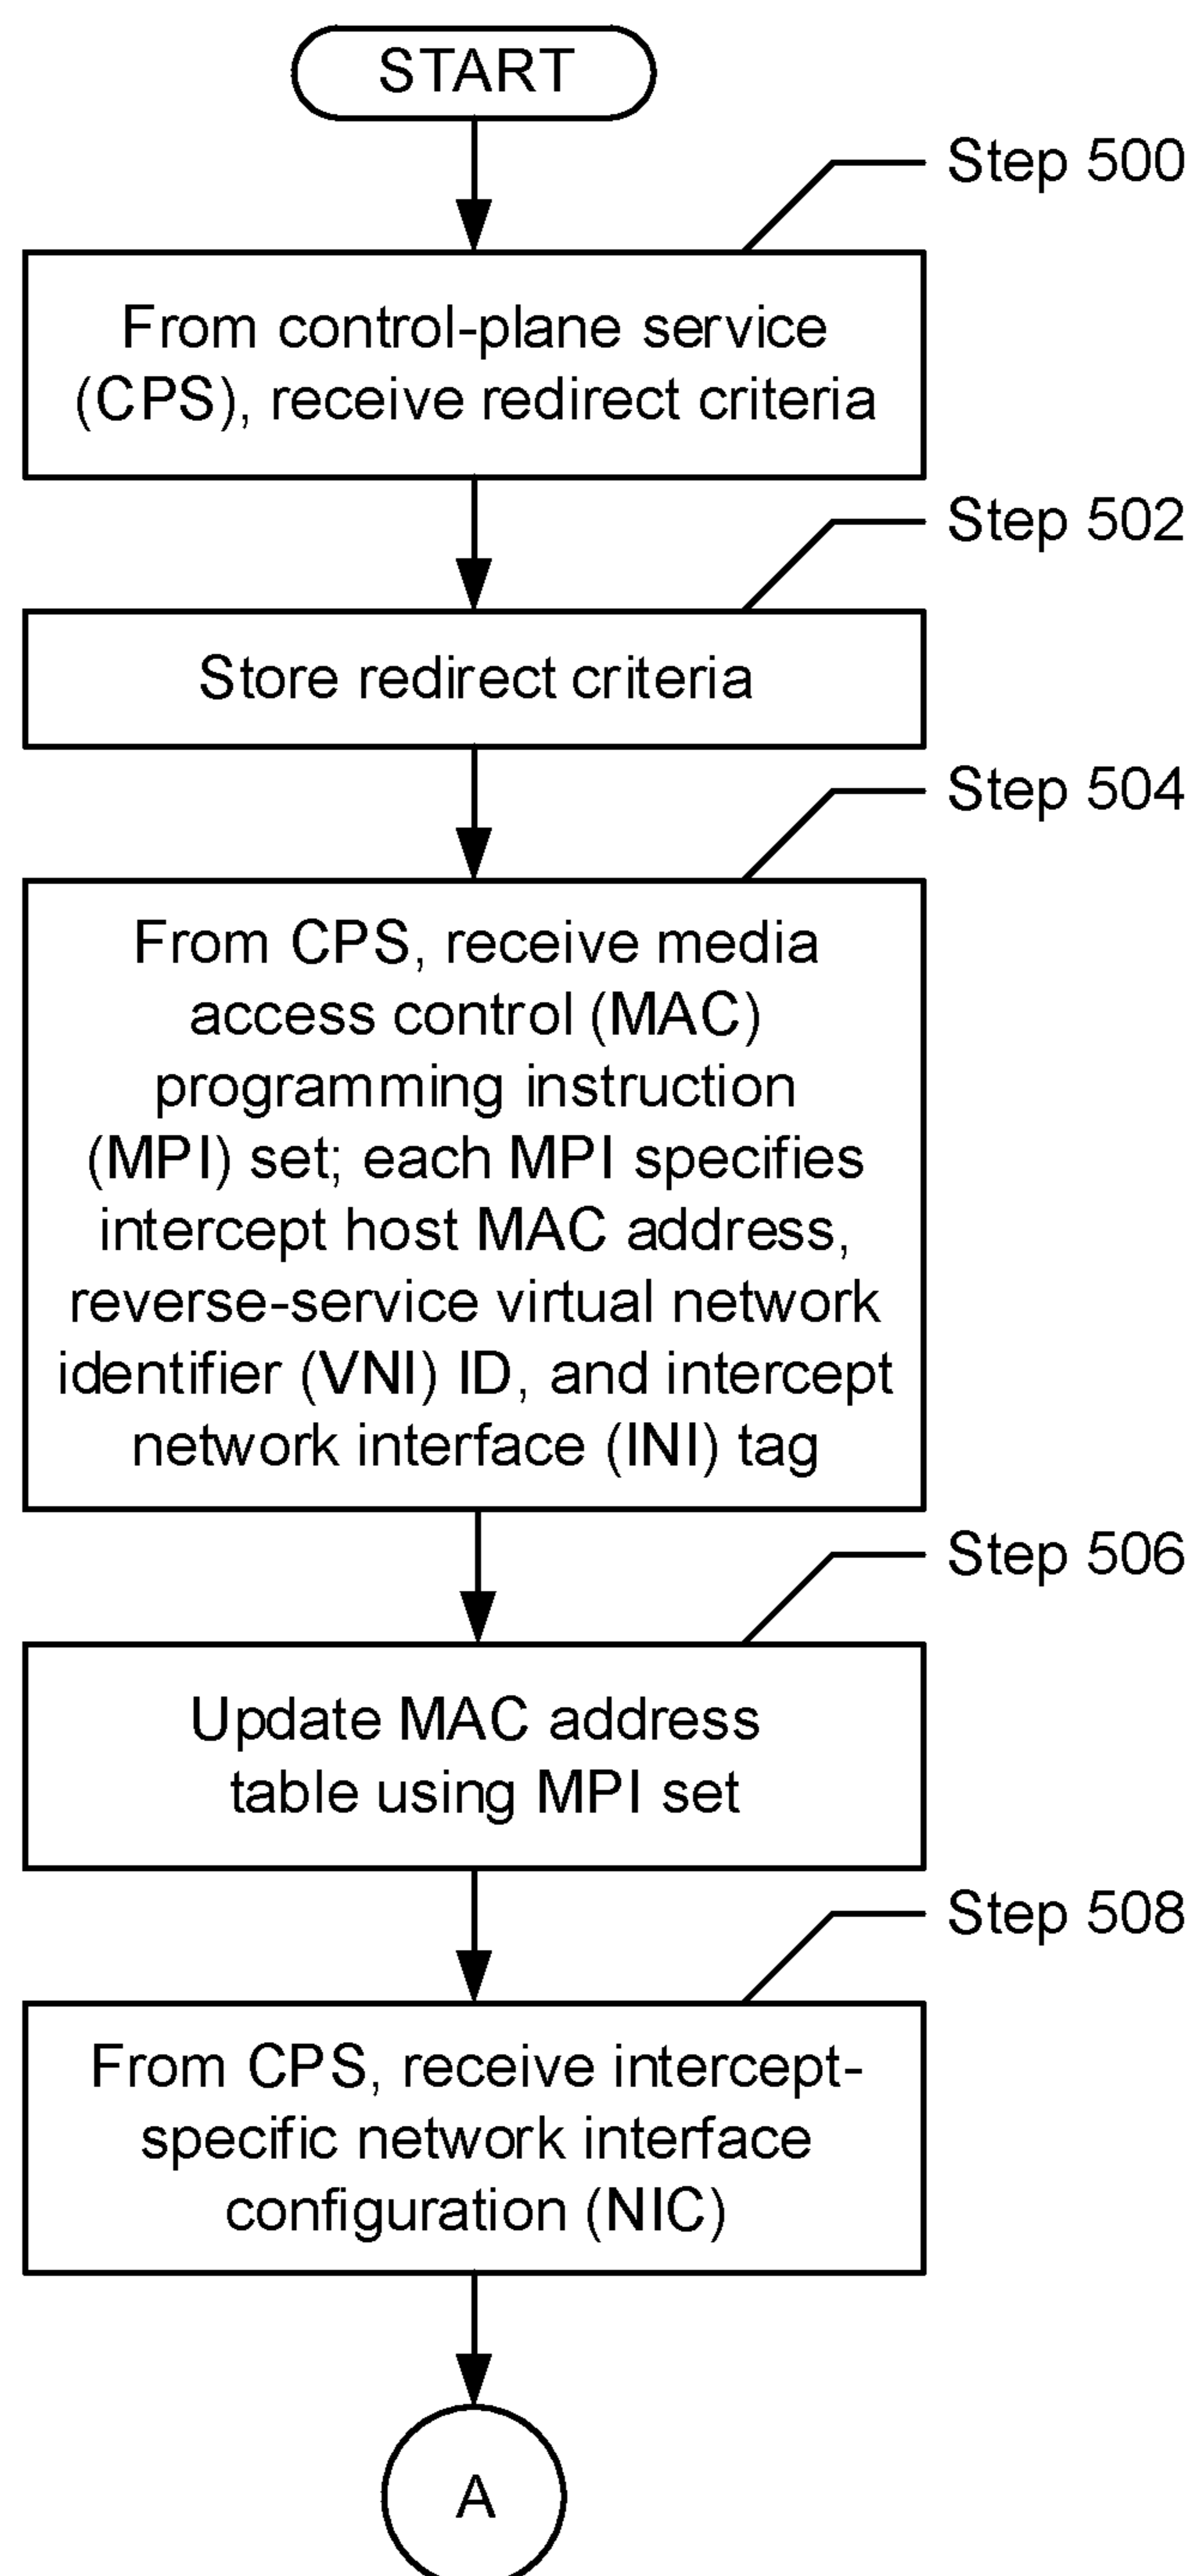 START
Step 500
From control-plane service
(CPS), receive redirect criteria
Step 502
Store redirect criteria
Step 504
From CPS, receive media
access control (MAC)
programming instruction
(MPI) set; each MPI specifies
intercept host MAC address,
reverse-service virtual network
identifier (VNI) ID, and intercept
network interface (INI) tag
Step 506
Update MAC address
table using MPI set
Step 508
From CPS, receive intercept-
specific network interface
configuration (NIC)
A